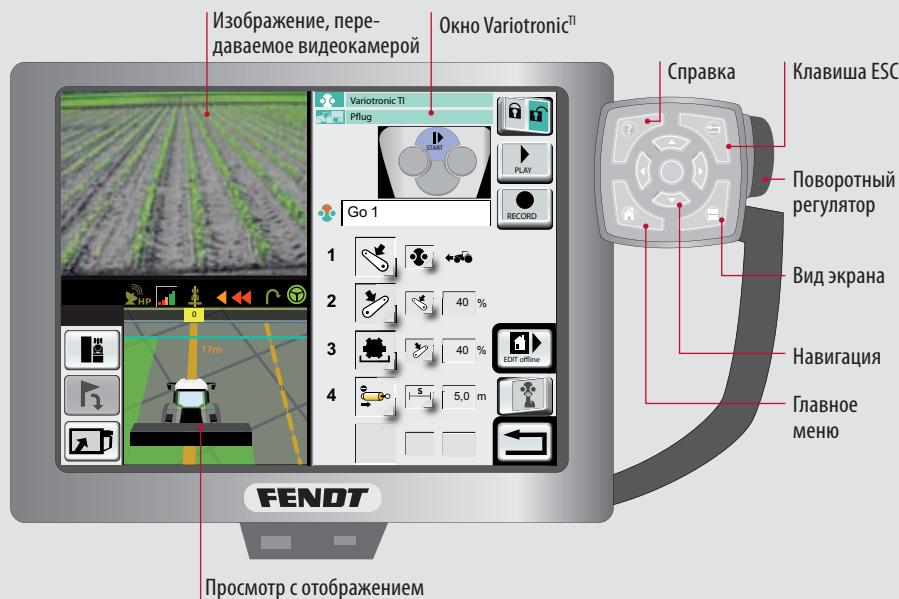 Изображение, пере-
даваемое видеокамерой
Окно Variotronicᵀᴵ
Справка
Клавиша ESC
Variotronic TI
Pflug
START
PLAY
Go 1
RECORD
Поворотный
регулятор
1
2
40 %
Вид экрана
HP
0
17m
3
40 %
EDIT offline
Навигация
4
S
5,0 m
Главное
меню
FENDT
Просмотр с отображением